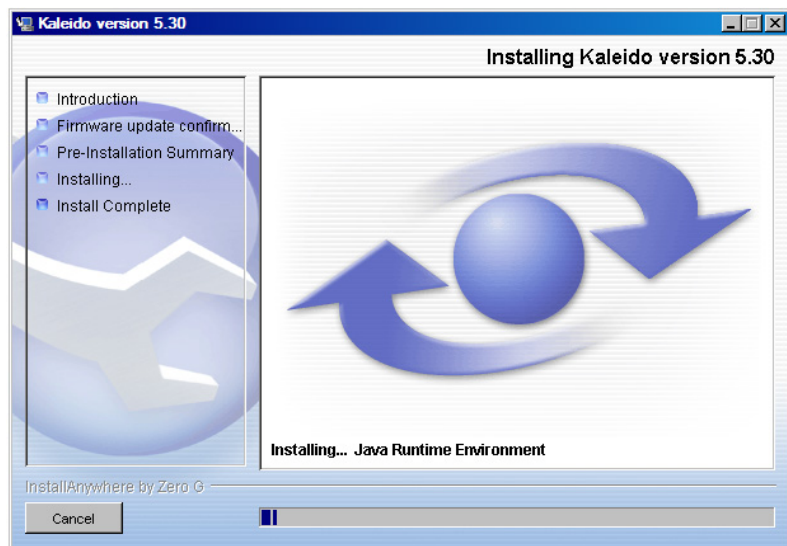 Kaleido version 5.30
Installing Kaleido version 5.30
Introduction
Firmware update confirm...
Pre-Installation Summary
Installing...
Install Complete
Installing... Java Runtime Environment
InstallAnywhere by Zero G
Cancel